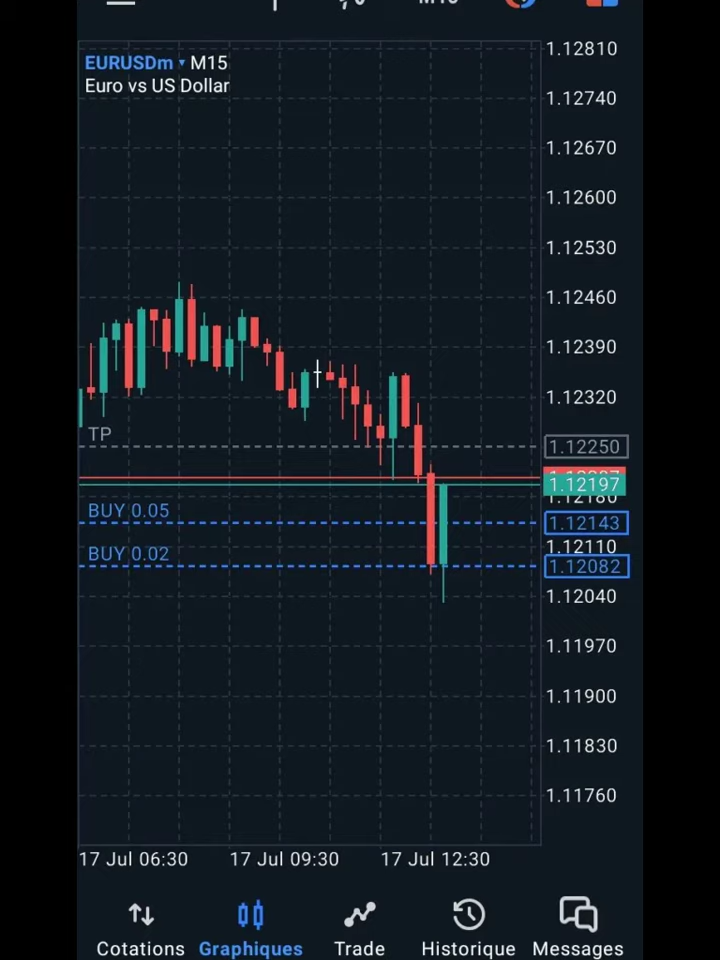 1.12810
EURUSDm M15
Euro vs US Dollar
1.12740
1.12670
1.12600
1.12530
1.12460
1.12390
1.12320
TP
1.12250
1.12197
1.12180
BUY 0.05
1.12143
1.12110
BUY 0.02
1.12082
1.12040
1.11970
1.11900
1.11830
1.11760
17 Jul 06:30 17 Jul 09:30 17 Jul 12:30
Cotations Graphiques Trade Historique Messages